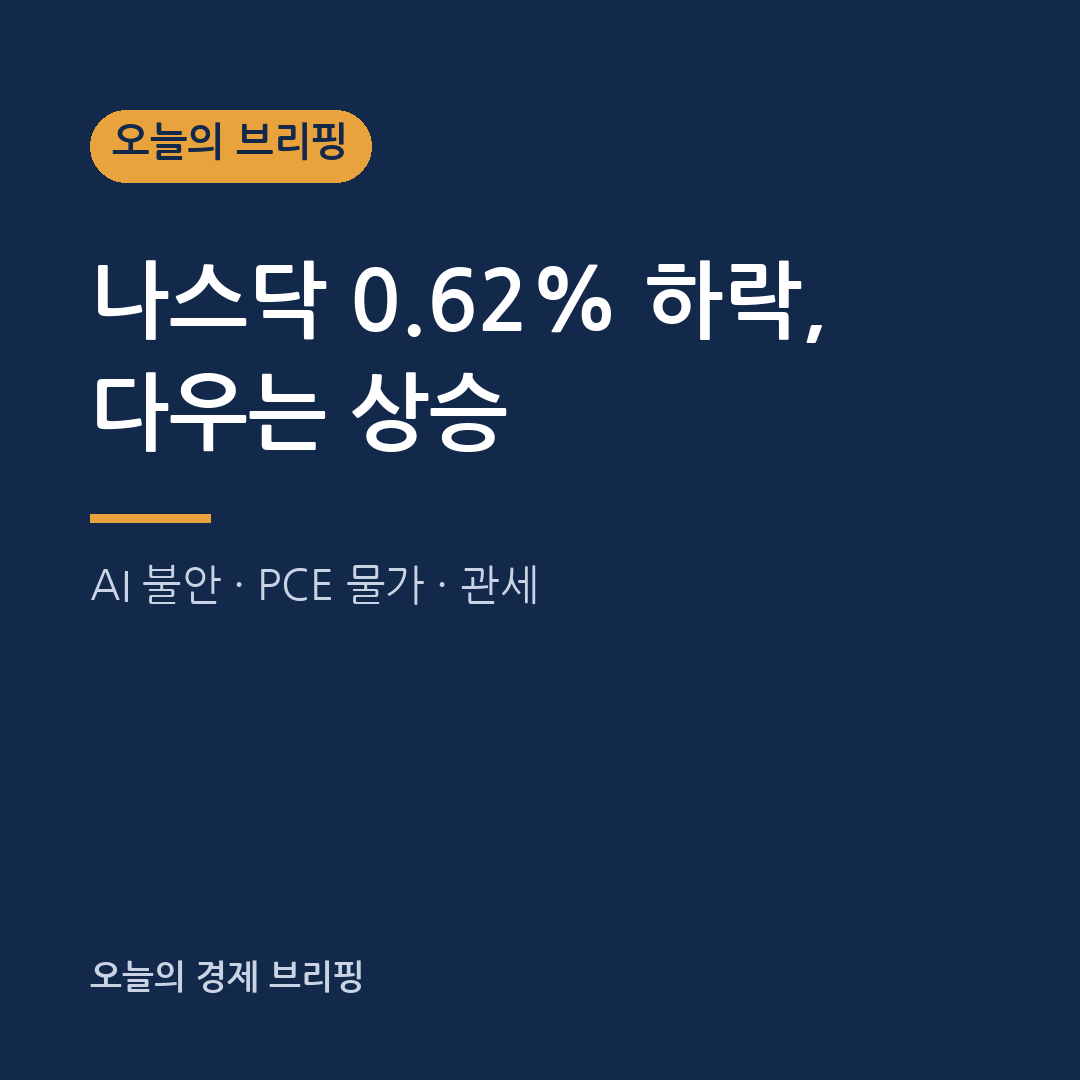 오늘의 브리핑
나스닥 0.62% 하락,
다우는 상승
AI 불안 · PCE 물가 · 관세
오늘의 경제 브리핑